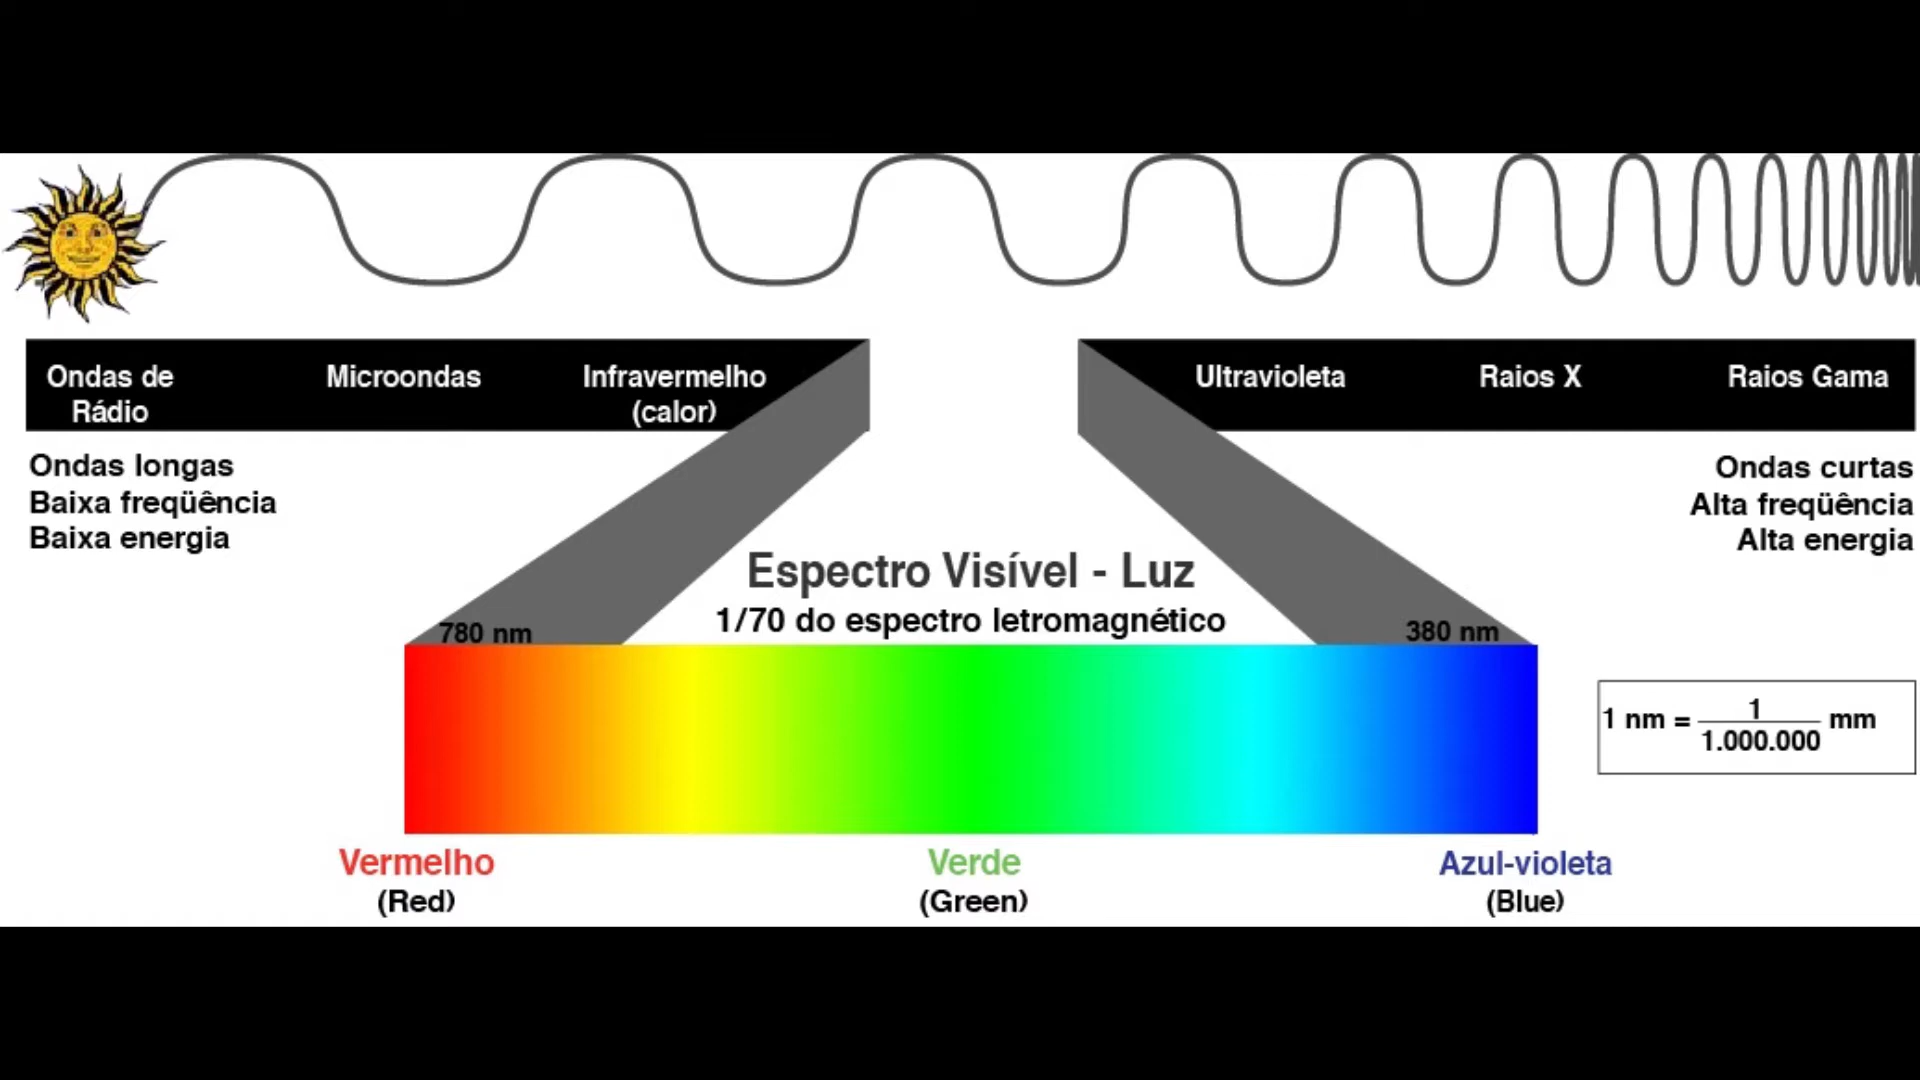 Ondas de
Rádio
Microondas
Infravermelho
(calor)
Ultravioleta
Raios X
Raios Gama
Ondas longas
Baixa freqüência
Baixa energia
Ondas curtas
Alta freqüência
Alta energia
Espectro Visível - Luz
1/70 do espectro letromagnético
780 nm
380 nm
1 nm = 1/1.000.000 mm
Vermelho
(Red)
Verde
(Green)
Azul-violeta
(Blue)